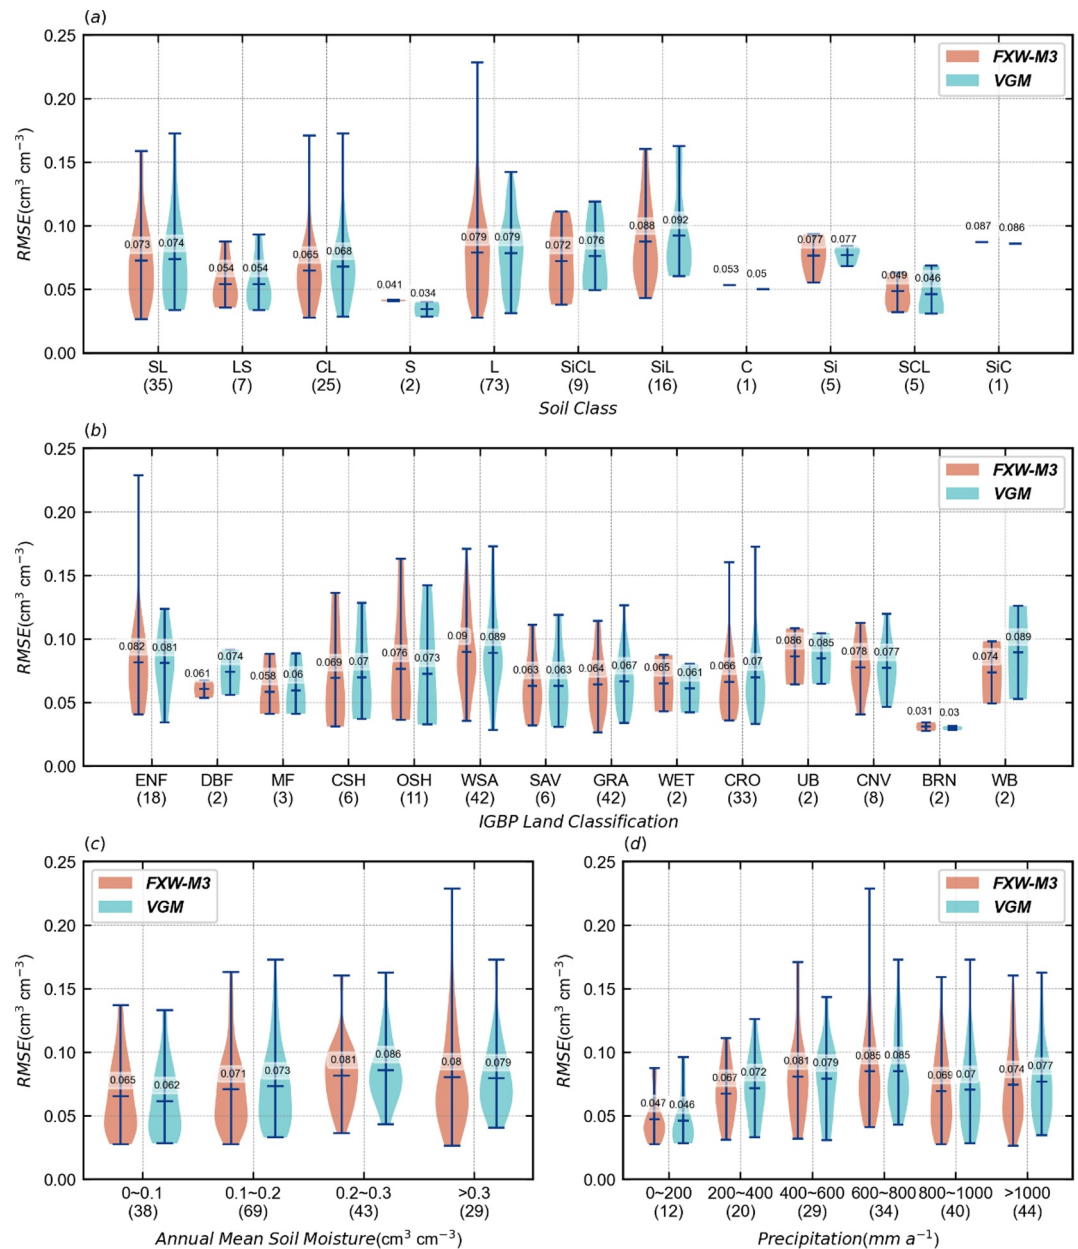 (a)
0.25
0.20
0.15
0.10
0.05
0.00
RMSE(cm³ cm⁻³)
FXW-M3
VGM
0.073 0.074 0.054 0.054 0.065 0.068 0.041 0.034 0.079 0.079 0.072 0.076 0.088 0.092 0.053 0.05 0.077 0.077 0.049 0.046 0.087 0.086
SL LS CL S L SiCL SiL C Si SCL SiC
(35) (7) (25) (2) (73) (9) (16) (1) (5) (5) (1)
Soil Class
(b)
0.25
0.20
0.15
0.10
0.05
0.00
RMSE(cm³ cm⁻³)
FXW-M3
VGM
0.082 0.081 0.061 0.074 0.058 0.06 0.069 0.07 0.076 0.073 0.09 0.089 0.063 0.063 0.064 0.067 0.065 0.061 0.066 0.07 0.086 0.085 0.078 0.077 0.031 0.03 0.074 0.089
ENF DBF MF CSH OSH WSA SAV GRA WET CRO UB CNV BRN WB
(18) (2) (3) (6) (11) (42) (6) (42) (2) (33) (2) (8) (2) (2)
IGBP Land Classification
(c)
0.25
0.20
0.15
0.10
0.05
0.00
RMSE(cm³ cm⁻³)
FXW-M3
VGM
0.065 0.062 0.071 0.073 0.081 0.086 0.08 0.079
0~0.1 0.1~0.2 0.2~0.3 >0.3
(38) (69) (43) (29)
Annual Mean Soil Moisture(cm³ cm⁻³)
(d)
0.25
0.20
0.15
0.10
0.05
0.00
RMSE(cm³ cm⁻³)
FXW-M3
VGM
0.047 0.046 0.067 0.072 0.081 0.079 0.085 0.085 0.069 0.07 0.074 0.077
0~200 200~400 400~600 600~800 800~1000 >1000
(12) (20) (29) (34) (40) (44)
Precipitation(mm a⁻¹)